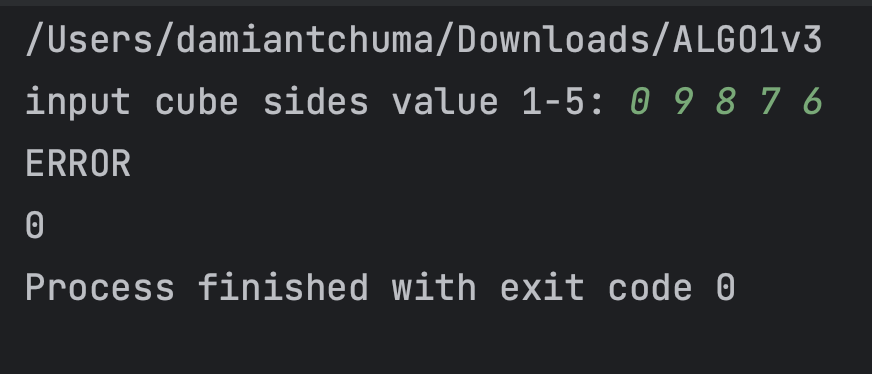 /Users/damiantchuma/Downloads/ALGO1v3
input cube sides value 1-5: 0 9 8 7 6
ERROR
0
Process finished with exit code 0